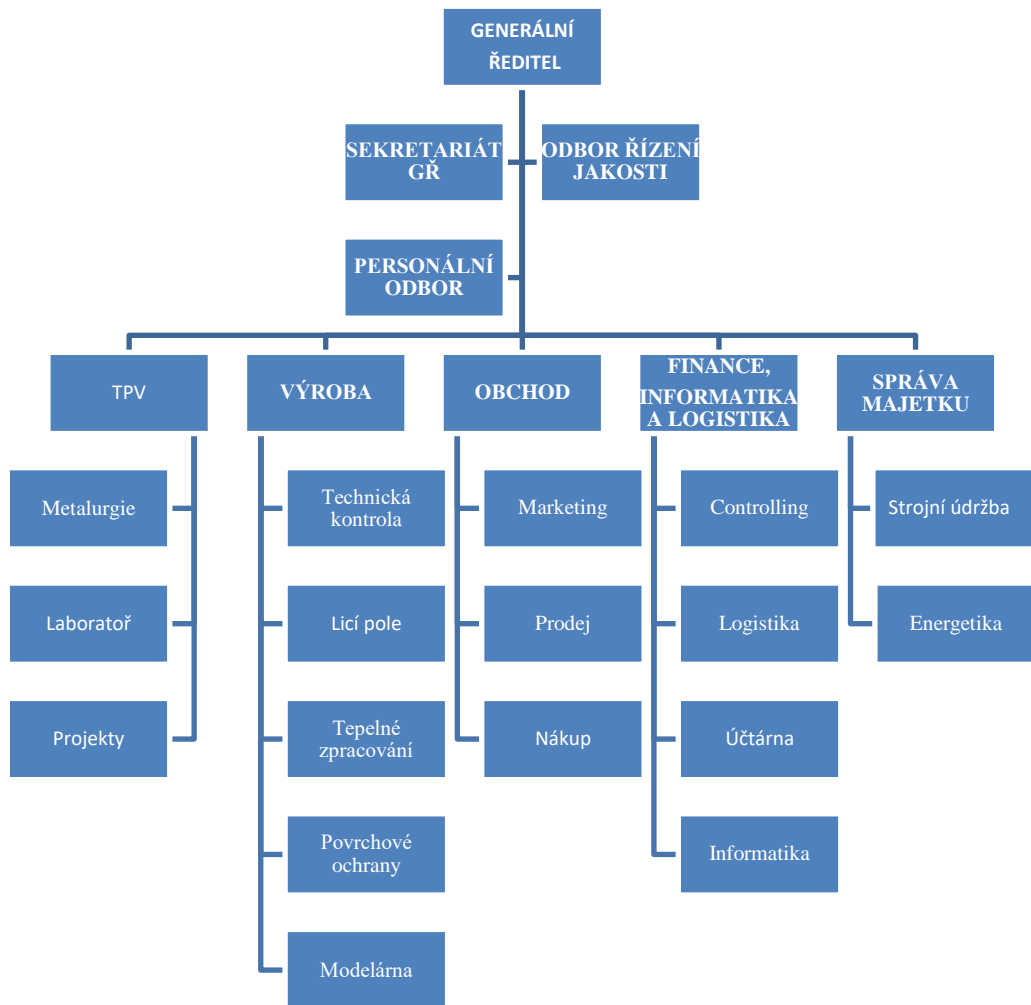 GENERÁLNÍ
ŘEDITEL
SEKRETARIÁT
GŘ
ODBOR ŘÍZENÍ
JAKOSTI
PERSONÁLNÍ
ODBOR
TPV
VÝROBA
OBCHOD
FINANCE,
INFORMATIKA
A LOGISTIKA
SPRÁVA
MAJETKU
Metalurgie
Technická
kontrola
Marketing
Controlling
Strojní údržba
Laboratoř
Licí pole
Prodej
Logistika
Energetika
Projekty
Tepelné
zpracování
Nákup
Účtárna
Povrchové
ochrany
Informatika
Modelárna